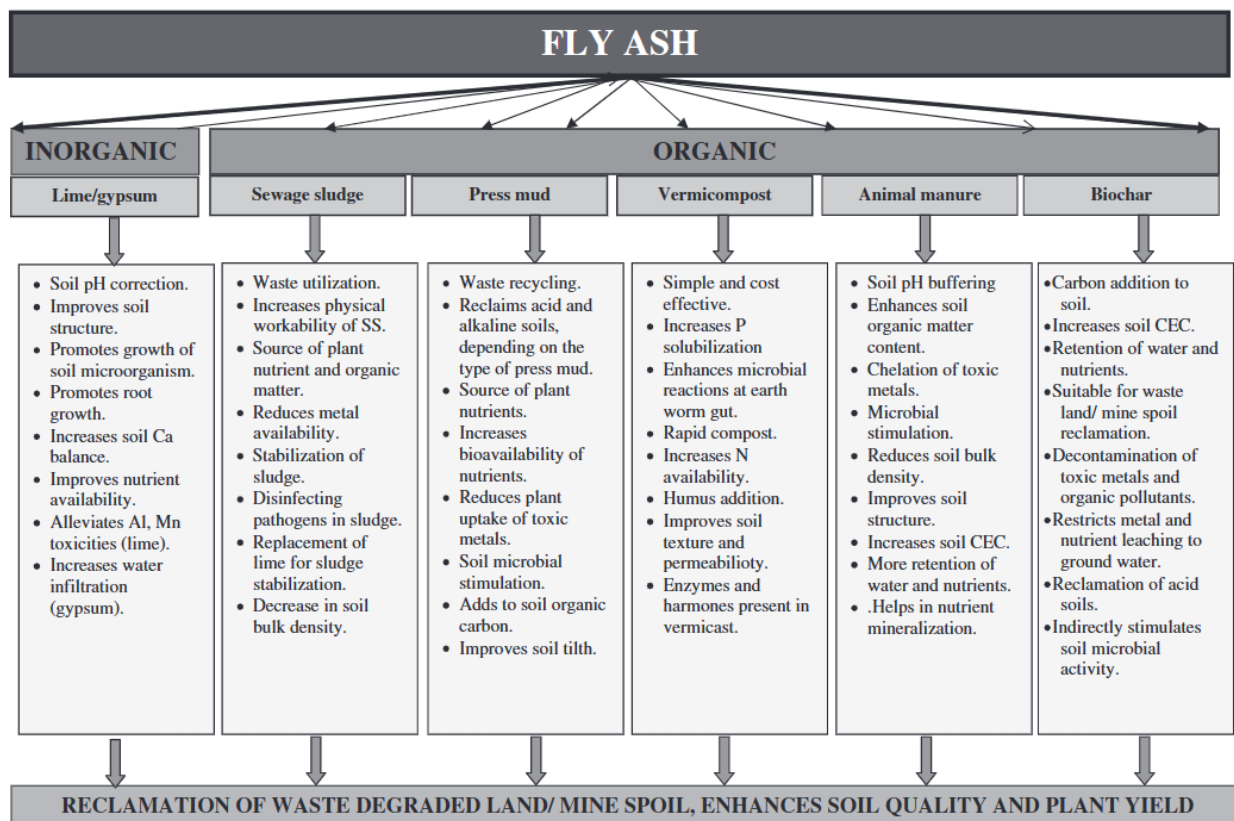 FLY ASH
INORGANIC
ORGANIC
Lime/gypsum
Sewage sludge
Press mud
Vermicompost
Animal manure
Biochar
• Soil pH correction.
• Improves soil
structure.
• Promotes growth of
soil microorganism.
• Promotes root
growth.
• Increases soil Ca
balance.
• Improves nutrient
availability.
• Alleviates Al, Mn
toxicities (lime).
• Increases water
infiltration
(gypsum).
• Waste utilization.
• Increases physical
workability of SS.
• Source of plant
nutrient and organic
matter.
• Reduces metal
availability.
• Stabilization of
sludge.
• Disinfecting
pathogens in sludge.
• Replacement of
lime for sludge
stabilization.
• Decrease in soil
bulk density.
• Waste recycling.
• Reclaims acid and
alkaline soils,
depending on the
type of press mud.
• Source of plant
nutrients.
• Increases
bioavailability of
nutrients.
• Reduces plant
uptake of toxic
metals.
• Soil microbial
stimulation.
• Adds to soil organic
carbon.
• Improves soil tilth.
• Simple and cost
effective.
• Increases P
solubilization
• Enhances microbial
reactions at earth
worm gut.
• Rapid compost.
• Increases N
availability.
• Humus addition.
• Improves soil
texture and
permeabilioty.
• Enzymes and
harmones present in
vermicast.
• Soil pH buffering
• Enhances soil
organic matter
content.
• Chelation of toxic
metals.
• Microbial
stimulation.
• Reduces soil bulk
density.
• Improves soil
structure.
• Increases soil CEC.
• More retention of
water and nutrients.
• .Helps in nutrient
mineralization.
•Carbon addition to
soil.
•Increases soil CEC.
•Retention of water and
nutrients.
•Suitable for waste
land/ mine spoil
reclamation.
•Decontamination of
toxic metals and
organic pollutants.
•Restricts metal and
nutrient leaching to
ground water.
•Reclamation of acid
soils.
•Indirectly stimulates
soil microbial
activity.
RECLAMATION OF WASTE DEGRADED LAND/ MINE SPOIL, ENHANCES SOIL QUALITY AND PLANT YIELD